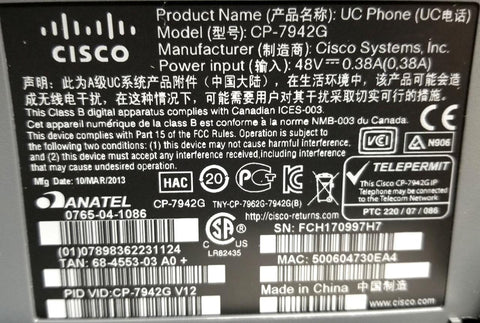 CISCO
Product Name (产品名称): UC Phone (UC电话)
Model (型号): CP-7942G
Manufacturer (制造商): Cisco Systems, Inc.
Power input (输入): 48V⎓0.38A(0.38A)
声明：此为A级UC系统产品附件（中国大陆），在生活环境中，该产品可能会造
成无线电干扰，在这种情况下，可能需要用户对其干扰采取切实可行的措施。
This Class B digital apparatus complies with Canadian ICES-003.
Cet appareil numérique de la class B est conforme à la norme NMB-003 du Canada.
This device complies with Part 15 of the FCC Rules. Operation is subject to
the following two conditions: (1) this device may not cause harmful interference,
and (2) this device must accept any interference received,including interference
that may cause undesired operation.
Mfg Date: 10/MAR/2013
HAC
20
VCI
N906
TELEPERMIT
This Cisco CP-7942G IP
Telephone is Connected
to the Telecom Network
PTC 220 / 07 / 086
ANATEL
0765-04-1086
CP-7942G
TNY-CP-7962G-7942G(B)
http://cisco-returns.com
(01)07898362231124
TAN: 68-4553-03 A0 +
SA
C US
LR82435
SN: FCH170997H7
MAC: 500604730EA4
PID VID:CP-7942G V12
Made in China 中国制造
www.cisco.com